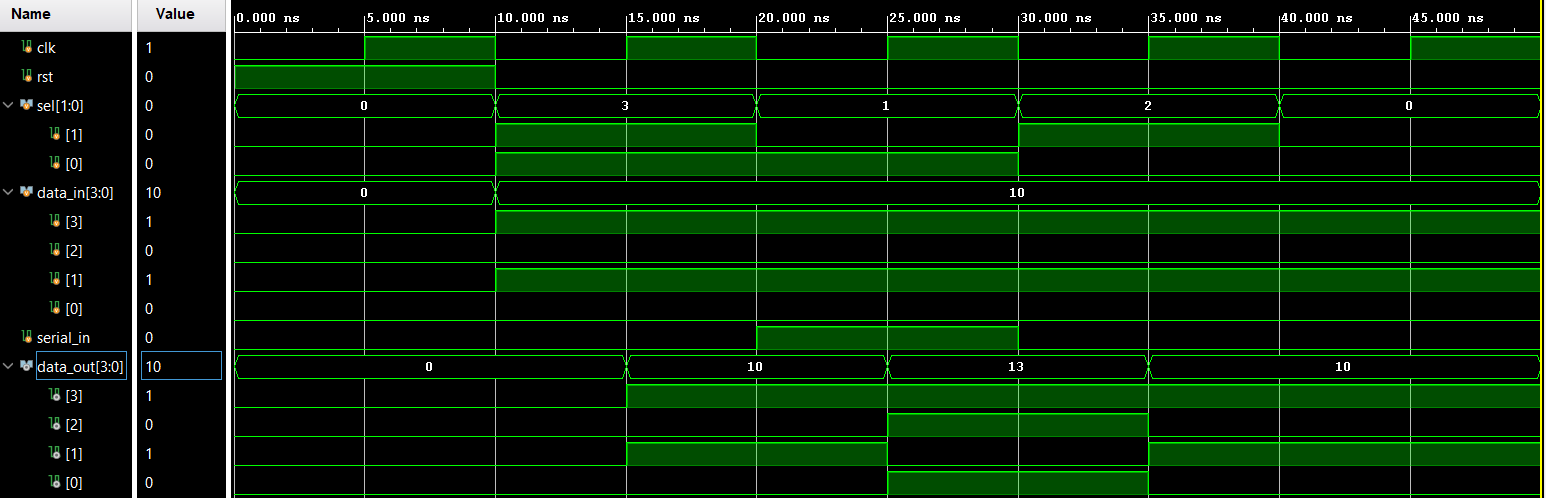 Name Value 0.000 ns 5.000 ns 10.000 ns 15.000 ns 20.000 ns 25.000 ns 30.000 ns 35.000 ns 40.000 ns 45.000 ns
clk 1
rst 0
sel[1:0] 0 0 3 1 2 0
[1] 0
[0] 0
data_in[3:0] 10 0 10
[3] 1
[2] 0
[1] 1
[0] 0
serial_in 0
data_out[3:0] 10 0 10 13 10
[3] 1
[2] 0
[1] 1
[0] 0